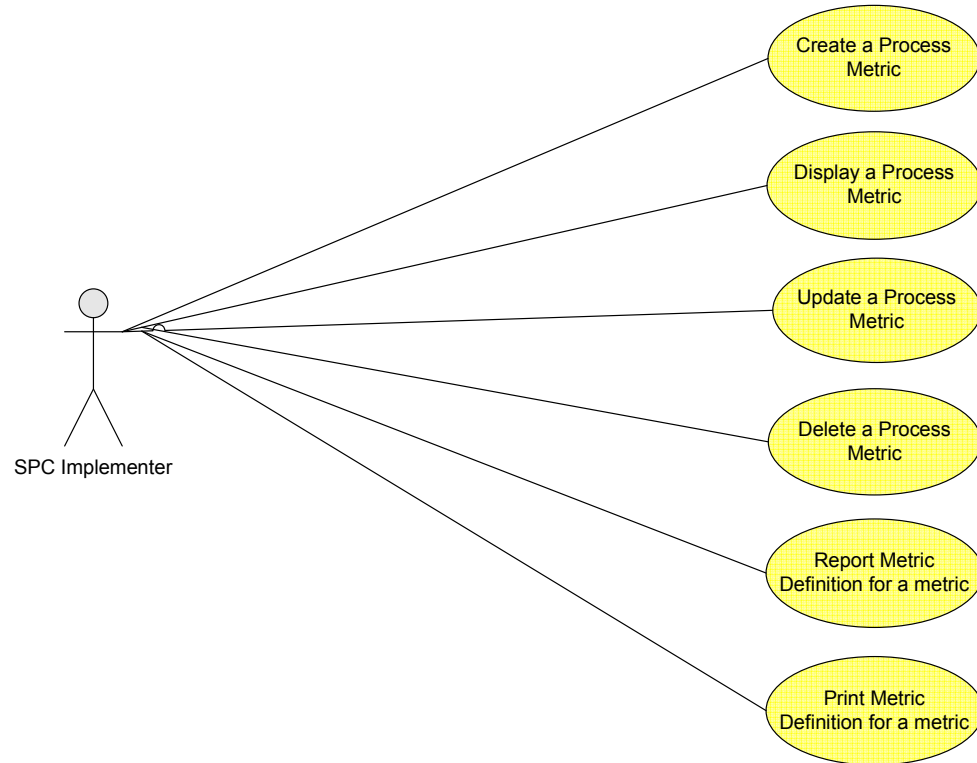 Create a Process
Metric
Display a Process
Metric
Update a Process
Metric
SPC Implementer
Delete a Process
Metric
Report Metric
Definition for a metric
Print Metric
Definition for a metric